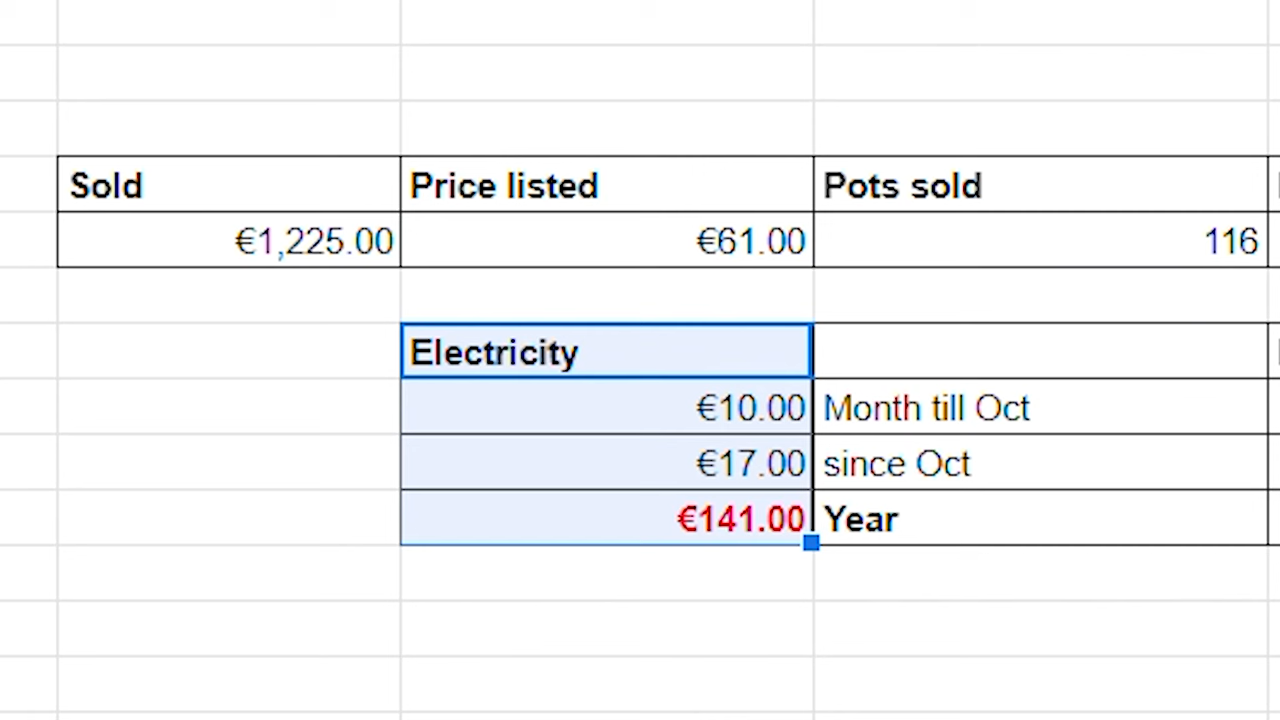 Sold Price listed Pots sold
€1,225.00 €61.00 116
Electricity
€10.00 Month till Oct
€17.00 since Oct
€141.00 Year